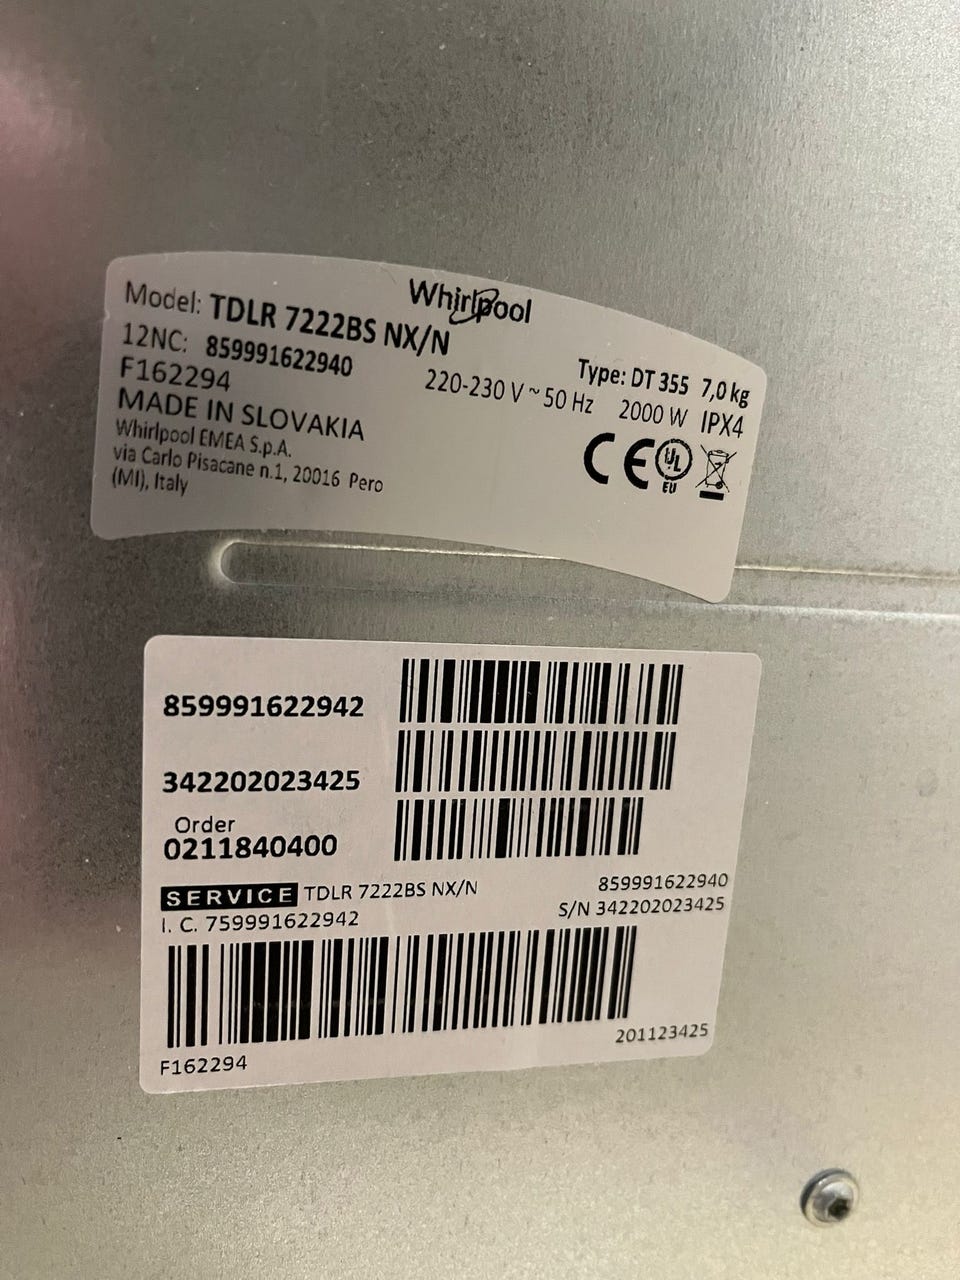 Whirlpool
Model: TDLR 7222BS NX/N
12NC: 859991622940
F162294
MADE IN SLOVAKIA
Whirlpool EMEA S.p.A.
via Carlo Pisacane n.1, 20016 Pero
(MI), Italy
Type: DT 355 7,0 kg
220-230 V ~ 50 Hz 2000 W IPX4
CE UL EU
859991622942
342202023425
Order
0211840400
SERVICE TDLR 7222BS NX/N 859991622940
I. C. 759991622942 S/N 342202023425
F162294 201123425